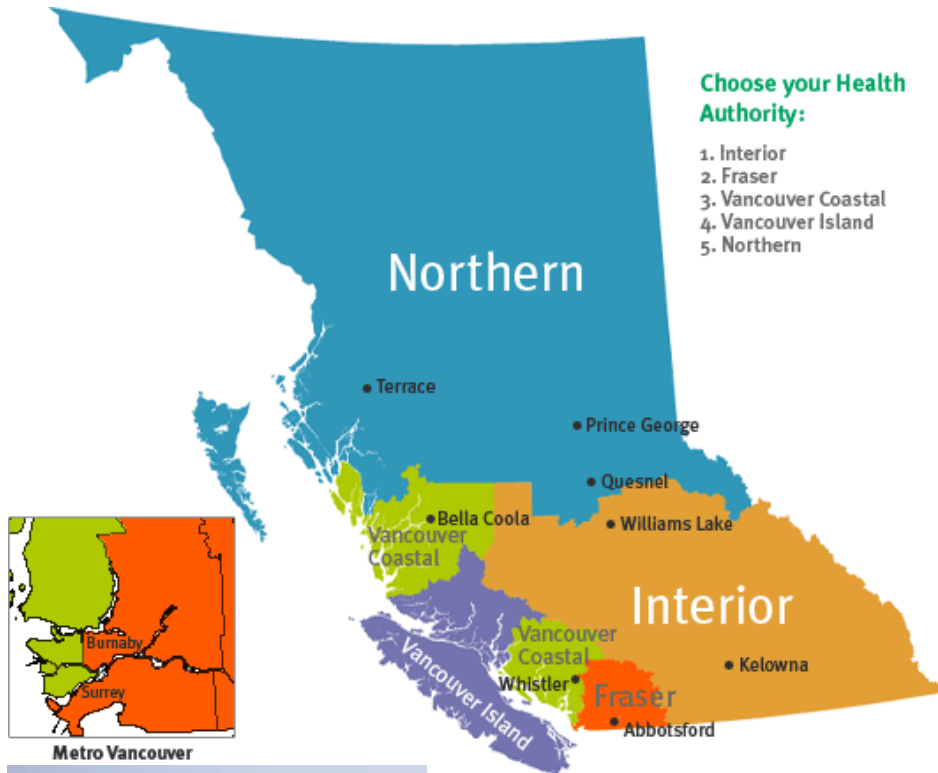 Choose your Health
Authority:
1. Interior
2. Fraser
3. Vancouver Coastal
4. Vancouver Island
5. Northern
Northern
Terrace
Prince George
Quesnel
Williams Lake
Bella Coola
Vancouver
Coastal
Interior
Vancouver
Coastal
Kelowna
Whistler
Fraser
Vancouver Island
Abbotsford
Burnaby
Surrey
Metro Vancouver